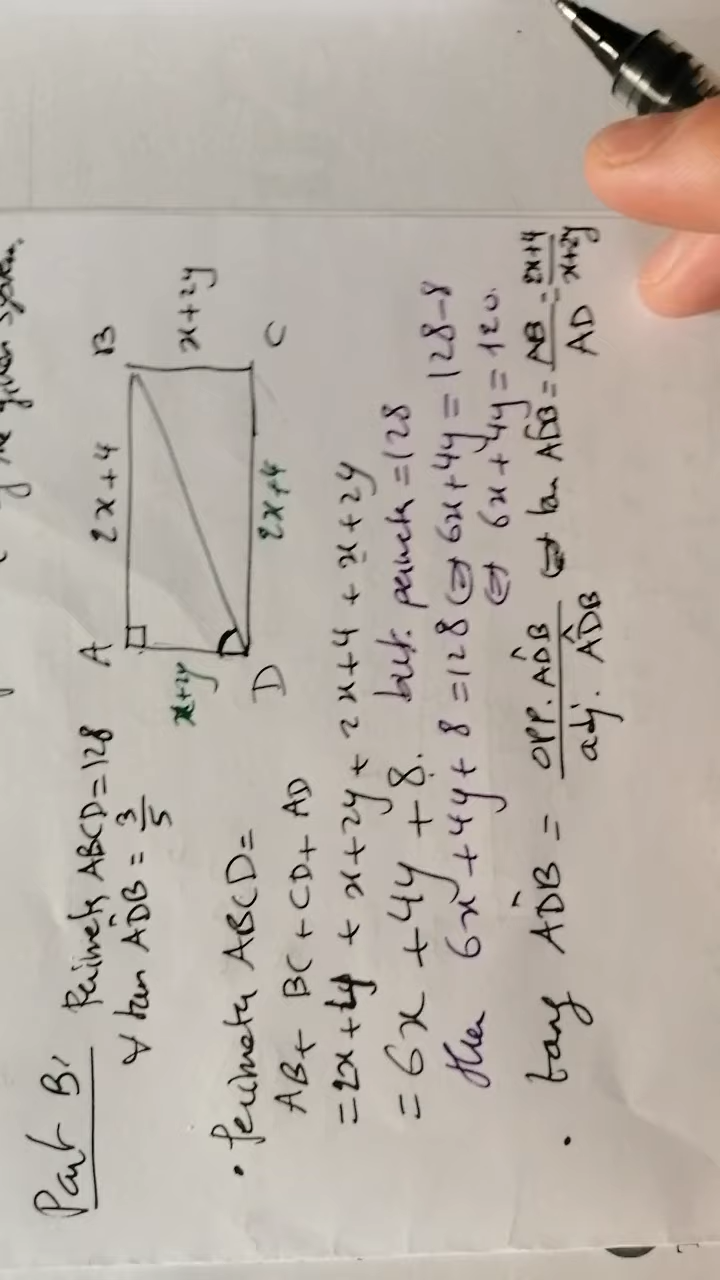 the given system.
Part B: Perimeter ABCD = 128
& tan AD̂B = 3/5
A 2x+4 B
x+2y x+2y
D 2x+4 C
• Perimeter ABCD =
AB + BC + CD + AD
= 2x+4 + x+2y + 2x+4 + x+2y
= 6x + 4y + 8. but perimeter = 128
then 6x + 4y + 8 = 128 ⇔ 6x + 4y = 128 - 8
⇔ 6x + 4y = 120.
• tang AD̂B = opp. AD̂B / adj. AD̂B ⇔ tan AD̂B = AB / AD = 2x+4 / x+2y